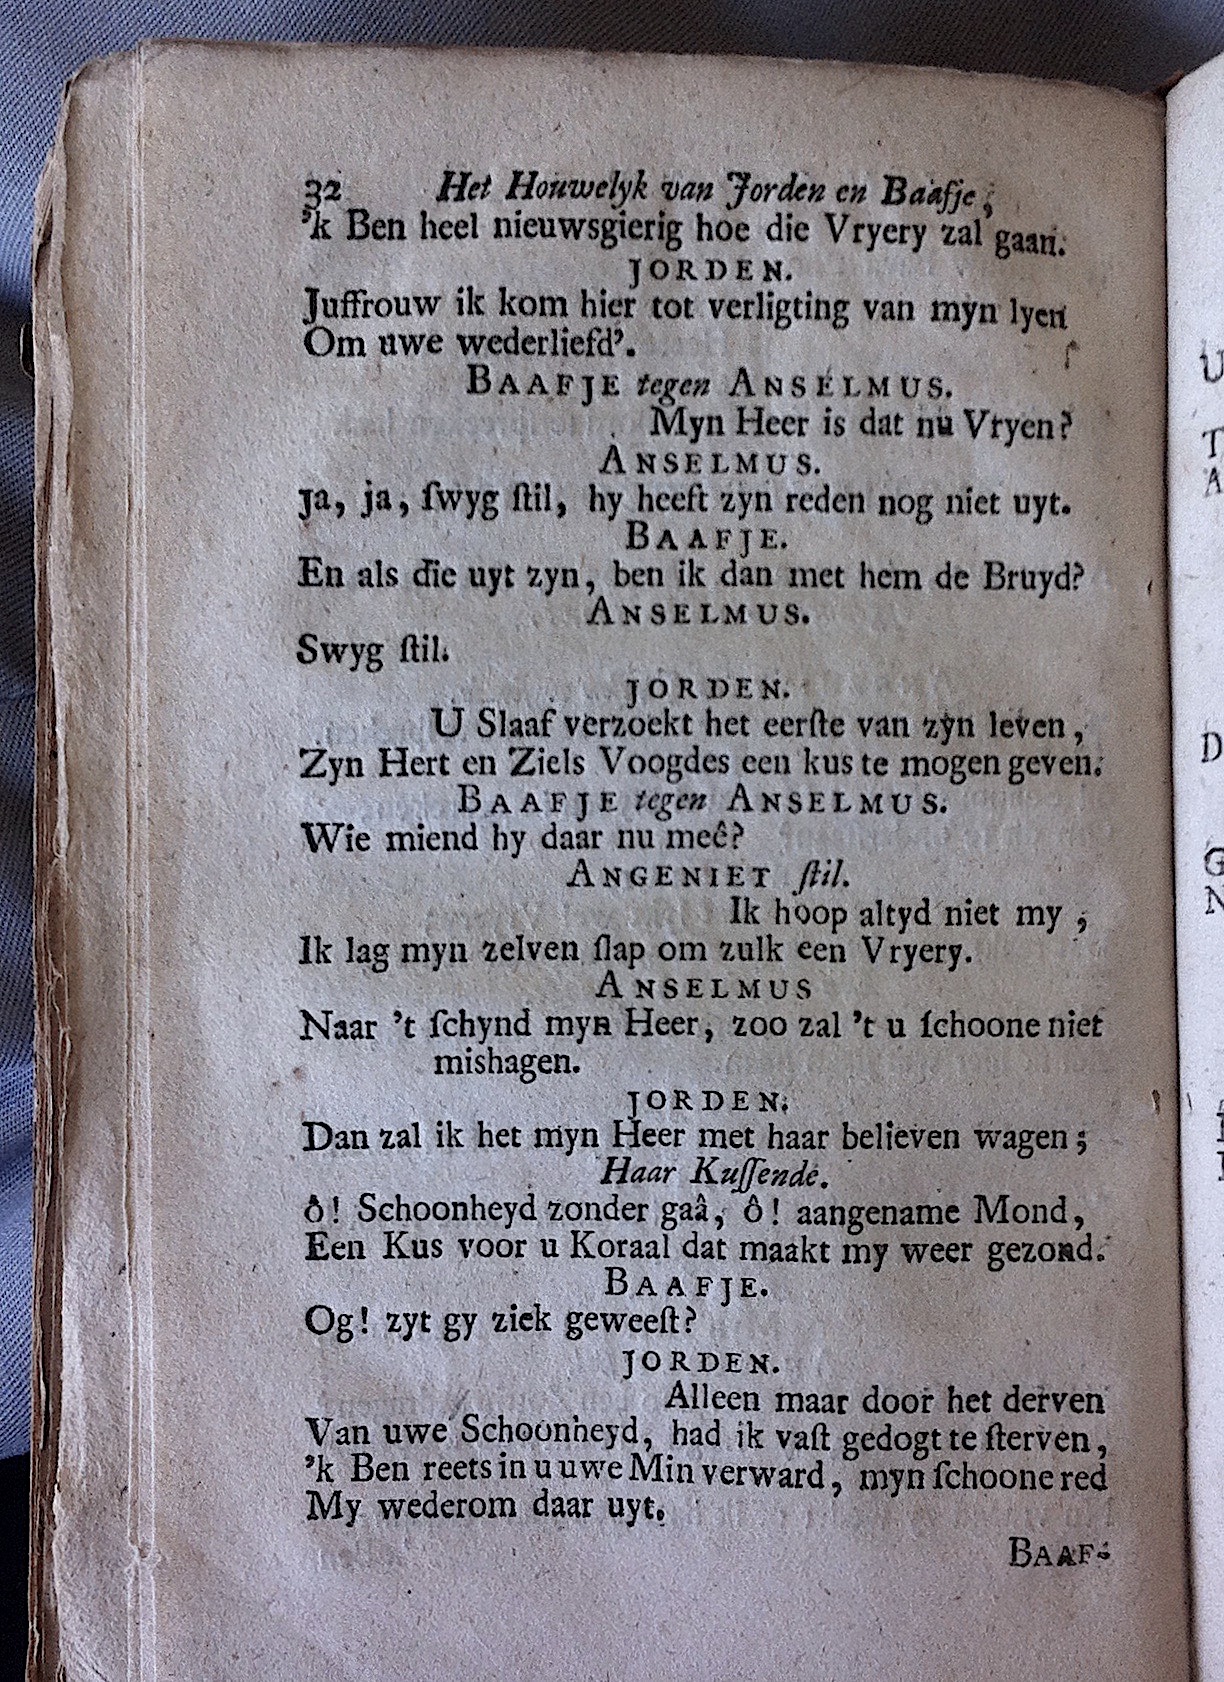 32 Het Houwelyk van Jorden en Baafje,
'k Ben heel nieuwsgierig hoe die Vryery zal gaan.
JORDEN.
Juffrouw ik kom hier tot verligting van myn lyen
Om uwe wederliefd'.
BAAFJE tegen ANSELMUS.
Myn Heer is dat nu Vryen?
ANSELMUS.
Ja, ja, ſwyg ſtil, hy heeft zyn reden nog niet uyt.
BAAFJE.
En als die uyt zyn, ben ik dan met hem de Bruyd?
ANSELMUS.
Swyg ſtil.
JORDEN.
U Slaaf verzoekt het eerſte van zyn leven,
Zyn Hert en Ziels Voogdes een kus te mogen geven.
BAAFJE tegen ANSELMUS.
Wie miend hy daar nu meê?
ANGENIET ſtil.
Ik hoop altyd niet my,
Ik lag myn zelven ſlap om zulk een Vryery.
ANSELMUS
Naar 't ſchynd myn Heer, zoo zal 't u ſchoone niet
mishagen.
JORDEN.
Dan zal ik het myn Heer met haar believen wagen;
Haar Kuſſende.
ô! Schoonheyd zonder gaâ, ô! aangename Mond,
Een Kus voor u Koraal dat maakt my weer gezond.
BAAFJE.
Og! zyt gy ziek geweeſt?
JORDEN.
Alleen maar door het derven
Van uwe Schoonheyd, had ik vaſt gedogt te ſterven,
'k Ben reets in u uwe Min verward, myn ſchoone red
My wederom daar uyt.
BAAF-